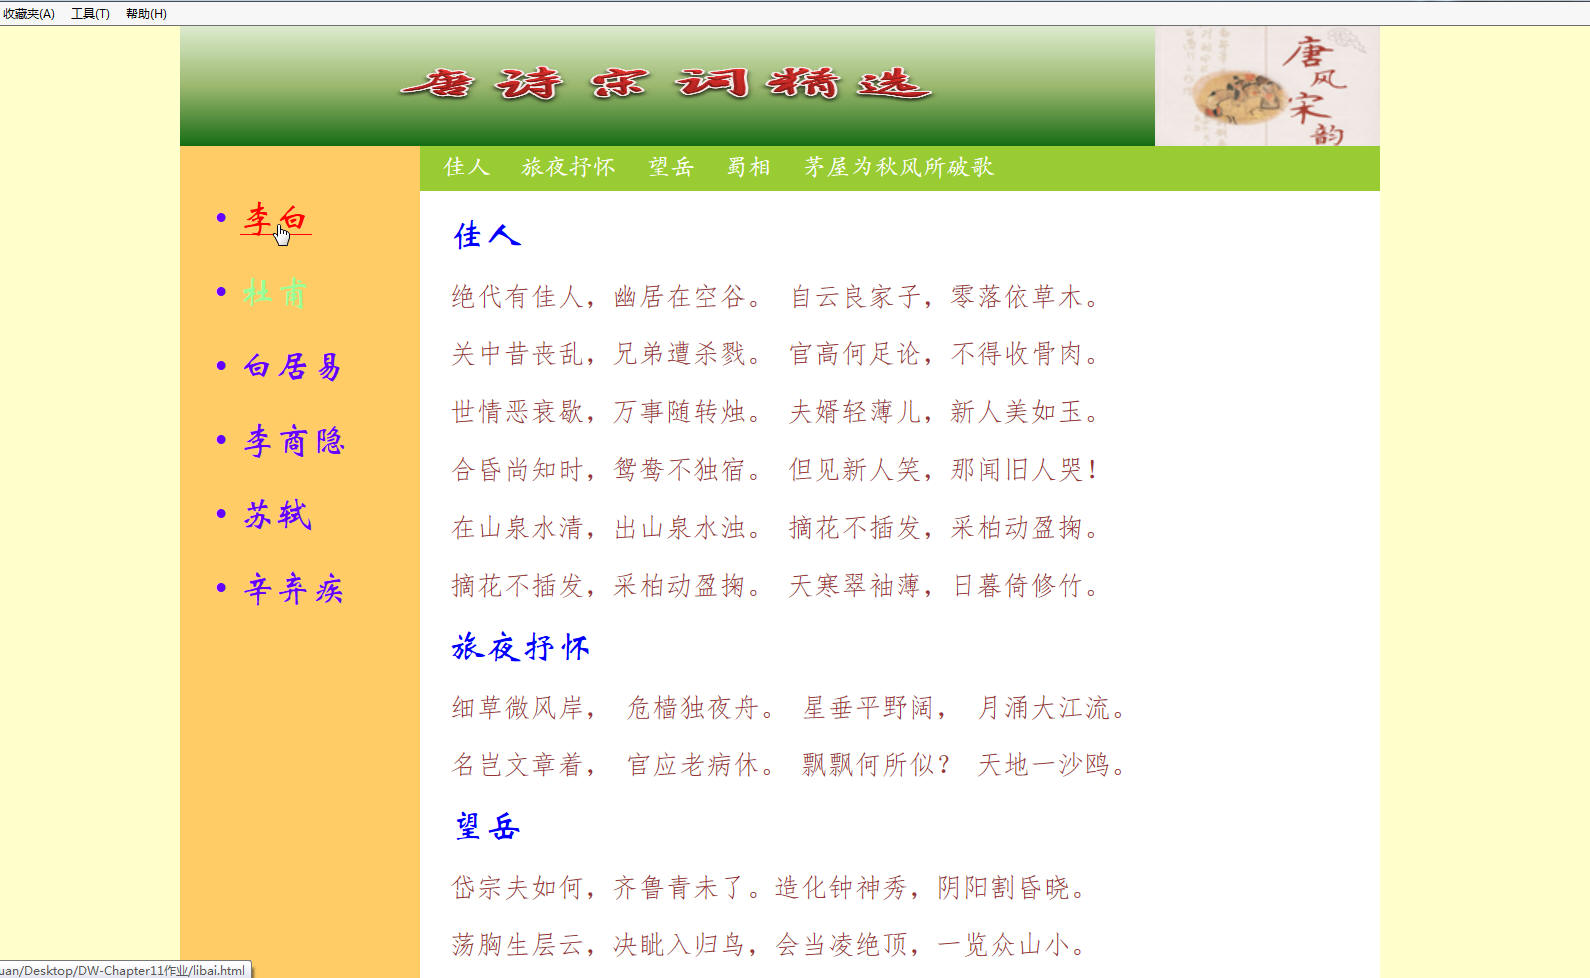 收藏夹(A) 工具(T) 帮助(H)
唐诗宋词精选
唐风宋韵
佳人 旅夜抒怀 望岳 蜀相 茅屋为秋风所破歌
• 李白
• 杜甫
• 白居易
• 李商隐
• 苏轼
• 辛弃疾
佳人
绝代有佳人，幽居在空谷。 自云良家子，零落依草木。
关中昔丧乱，兄弟遭杀戮。 官高何足论，不得收骨肉。
世情恶衰歇，万事随转烛。 夫婿轻薄儿，新人美如玉。
合昏尚知时，鸳鸯不独宿。 但见新人笑，那闻旧人哭！
在山泉水清，出山泉水浊。 摘花不插发，采柏动盈掬。
摘花不插发，采柏动盈掬。 天寒翠袖薄，日暮倚修竹。
旅夜抒怀
细草微风岸， 危樯独夜舟。 星垂平野阔， 月涌大江流。
名岂文章着， 官应老病休。 飘飘何所似？ 天地一沙鸥。
望岳
岱宗夫如何，齐鲁青未了。造化钟神秀，阴阳割昏晓。
荡胸生层云，决眦入归鸟，会当凌绝顶，一览众山小。
uan/Desktop/DW-Chapter11作业/libai.html